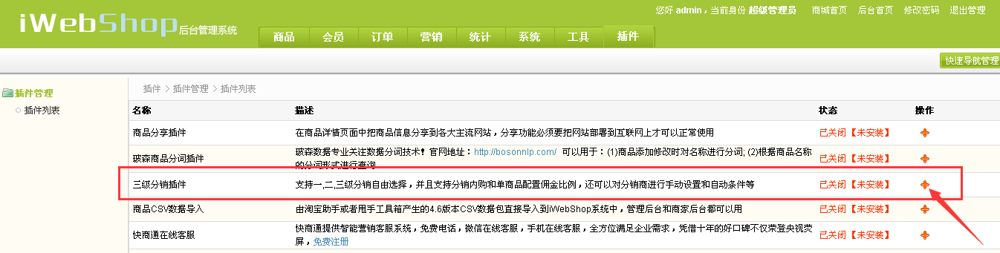 您好 admin，当前身份 超级管理员 商城首页 后台首页 修改密码 退出管理
iWebShop 后台管理系统
商品 会员 订单 营销 统计 系统 工具 插件
快速导航管理
插件管理
插件列表
插件 > 插件管理 > 插件列表
名称 描述 状态 操作
商品分享插件 在商品详情页面中把商品信息分享到各大主流网站，分享功能必须要把网站部署到互联网上才可以正常使用 已关闭【未安装】
玻森商品分词插件 玻森数据专业关注数据分词技术！官网地址：http://bosonnlp.com/ 可以用于：(1)商品添加修改时对名称进行分词; (2)根据商品名称的分词形式进行查询 已关闭【未安装】
三级分销插件 支持一,二,三级分销自由选择，并且支持分销内购和单商品配置佣金比例，还可以对分销商进行手动设置和自动条件等 已关闭【未安装】
商品CSV数据导入 由淘宝助手或者甩手工具箱产生的4.6版本CSV数据包直接导入到iWebShop系统中，管理后台和商家后台都可以用 已关闭【未安装】
快商通在线客服 快商通提供智能营销客服系统，免费电话，微信在线客服，手机在线客服，全方位满足企业需求，凭借十年的好口碑不仅荣登央视荧屏，免费注册 已关闭【未安装】